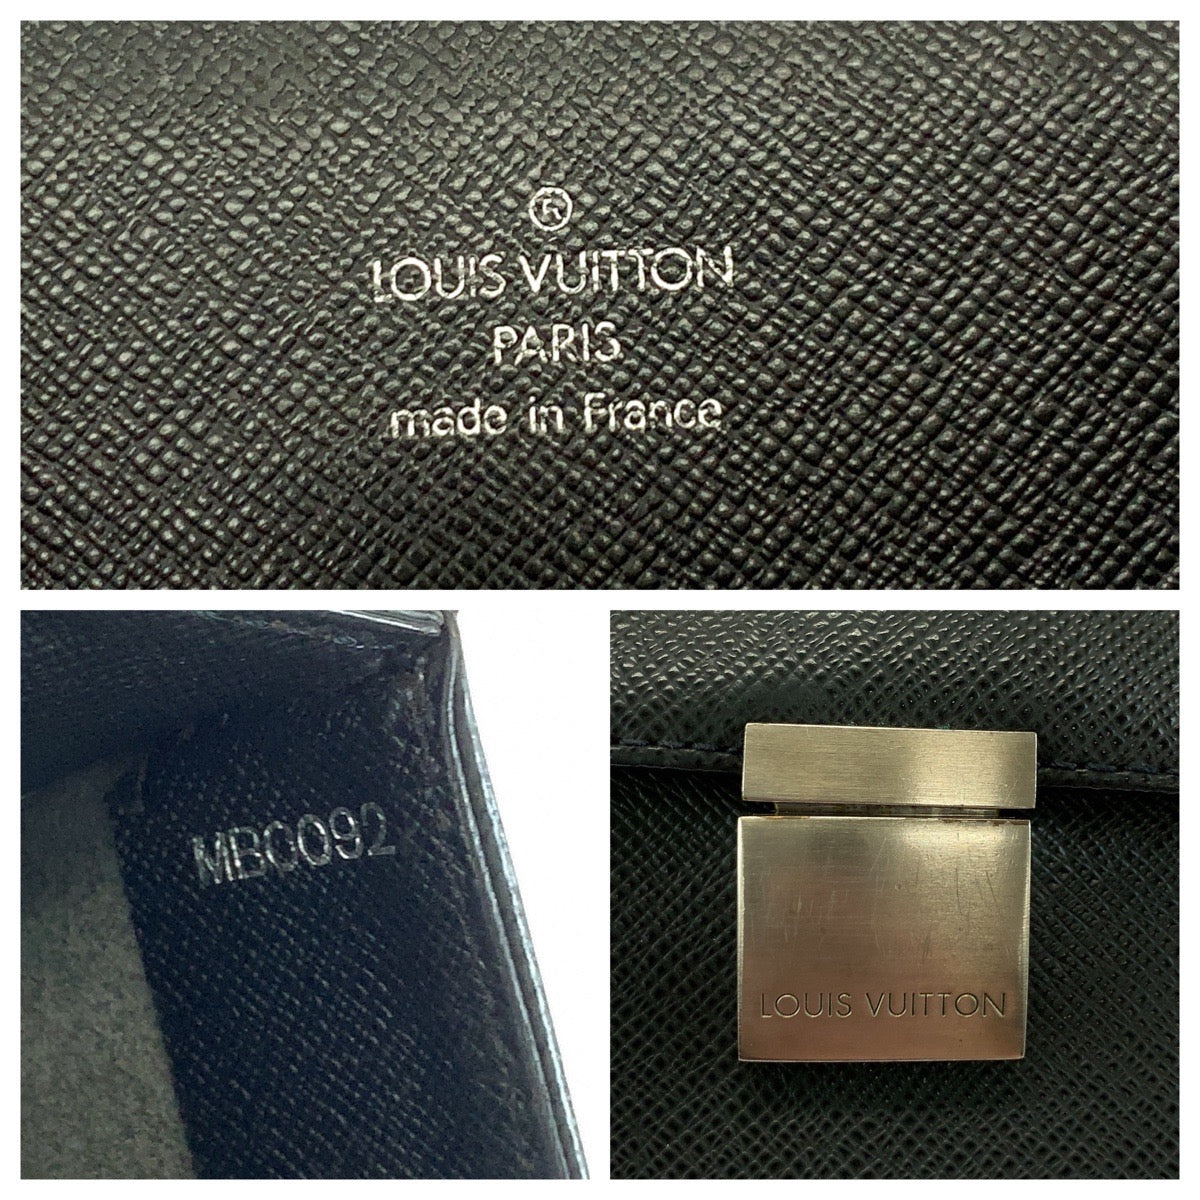 R
LOUIS VUITTON
PARIS
made in France
MB0092
LOUIS VUITTON